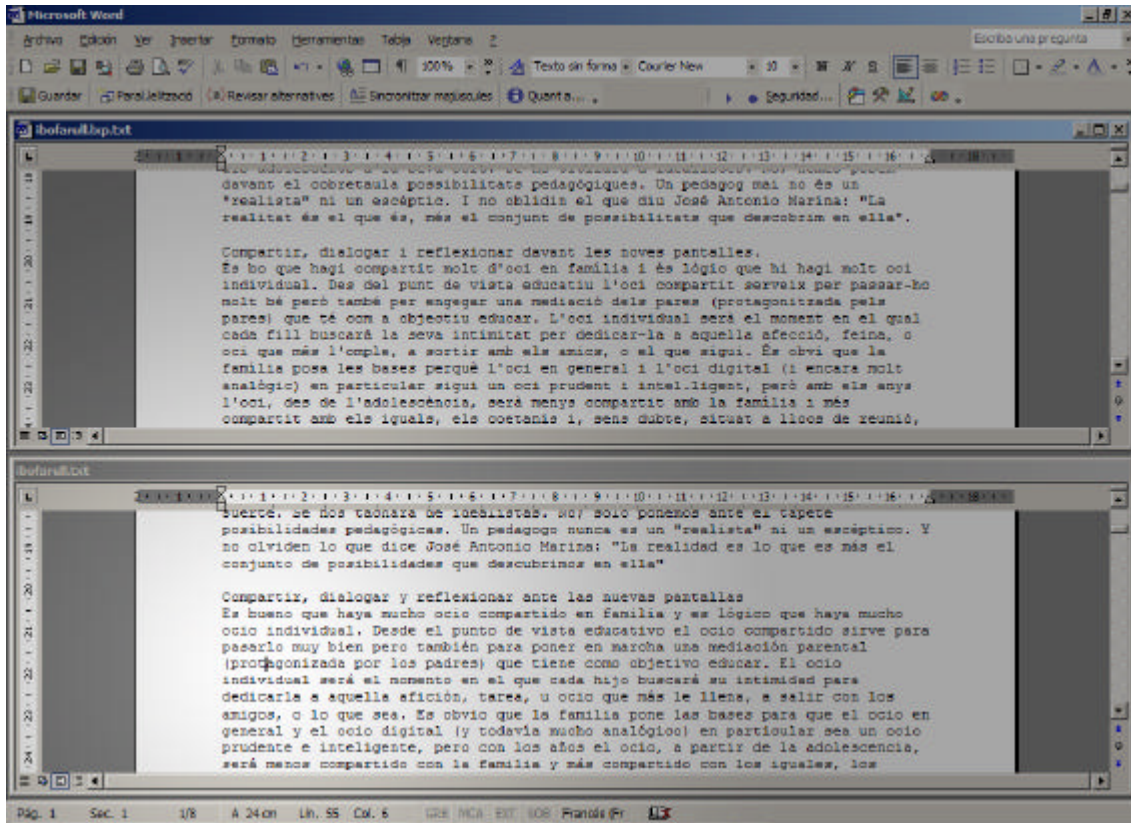 Microsoft Word
Archivo Edición Ver Insertar Formato Herramientas Tabla Ventana ?
Escriba una pregunta
100% Texto sin forma Courier New 10 N K S
Guardar Paral.lelització Revisar alternatives Sincronitzar majúscules Quant a... Seguridad...
ibofarull.lxp.txt
davant el cobretaula possibilitats pedagógiques. Un pedagog mai no és un
"realista" ni un escéptic. I no oblidin el que diu José Antonio Marina: "La
realitat és el que és, més el conjunt de possibilitats que descobrim en ella".
Compartir, dialogar i reflexionar davant les noves pantalles.
És bo que hagi compartit molt d'oci en família i és lógio que hi hagi molt oci
individual. Des del punt de vista educatiu l'oci compartit serveix per passar-ho
molt bé però també per engegar una mediació dels pares (protagonitzada pels
pares) que té com a objectiu educar. L'oci individual será el moment en el qual
cada fill buscará la seva intimitat per dedicar-la a aquella afecció, feina, o
oci que més l'omple, a sortir amb els amics, o el que sigui. És obvi que la
família posa les bases perquè l'oci en general i l'oci digital (i encara molt
analògic) en particular sigui un oci prudent i intel.ligent, però amb els anys
l'oci, des de l'adolescència, serà menys compartit amb la família i més
compartit amb els iguals, els coetanis i, sens dubte, situat a llocs de reunió,
ibofarull.txt
suerte. Se nos tachará de idealistas. No, solo ponemos ante el tapete
posibilidades pedagógicas. Un pedagogo nunca es un "realista" ni un escéptico. Y
no olviden lo que dice José Antonio Marina: "La realidad es lo que es más el
conjunto de posibilidades que descubrimos en ella"
Compartir, dialogar y reflexionar ante las nuevas pantallas
Es bueno que haya mucho ocio compartido en familia y es lógico que haya mucho
ocio individual. Desde el punto de vista educativo el ocio compartido sirve para
pasarlo muy bien pero también para poner en marcha una mediación parental
(protagonizada por los padres) que tiene como objetivo educar. El ocio
individual será el momento en el que cada hijo buscará su intimidad para
dedicarla a aquella afición, tarea, u ocio que más le llena, a salir con los
amigos, o lo que sea. Es obvio que la familia pone las bases para que el ocio en
general y el ocio digital (y todavía mucho analógico) en particular sea un ocio
prudente e inteligente, pero con los años el ocio, a partir de la adolescencia,
será menos compartido con la familia y más compartido con los iguales, los
Pág. 1 Sec. 1 1/8 A 24 cm Lín. 55 Col. 6 GRB MCA EXT SOB Francés (Fr